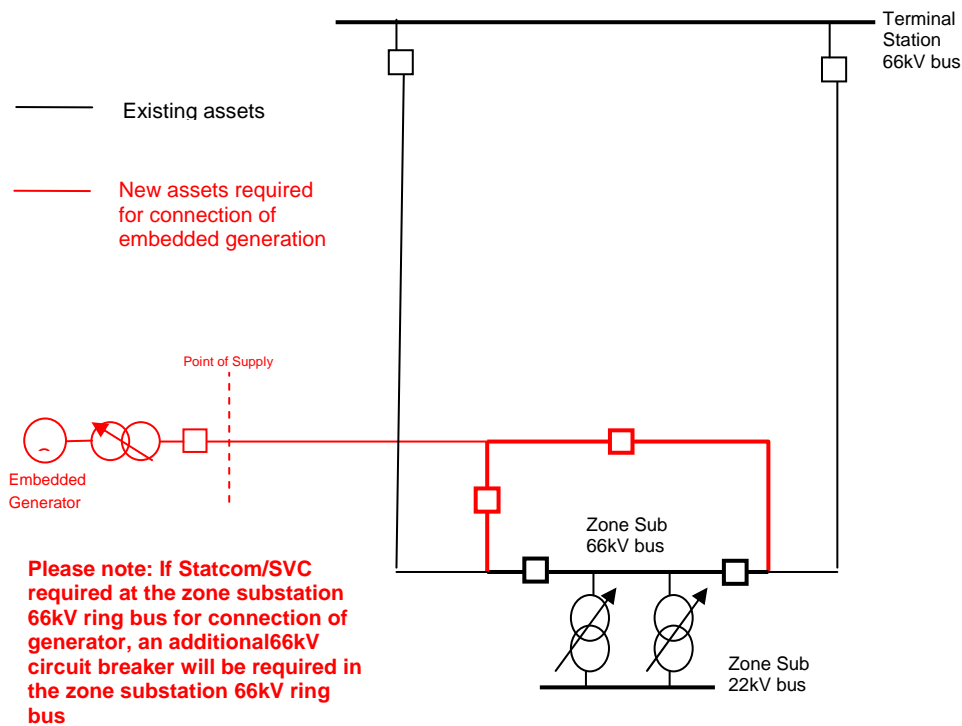 Terminal
Station
66kV bus
Existing assets
New assets required
for connection of
embedded generation
Point of Supply
Embedded
Generator
Zone Sub
66kV bus
Please note: If Statcom/SVC
required at the zone substation
66kV ring bus for connection of
generator, an additional66kV
circuit breaker will be required in
the zone substation 66kV ring
bus
Zone Sub
22kV bus